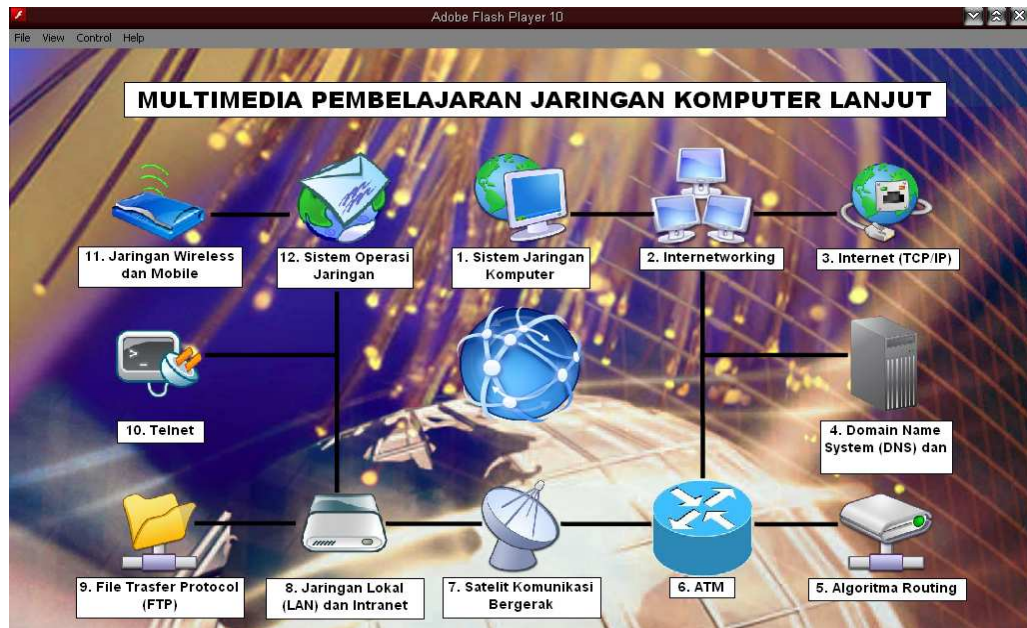 Adobe Flash Player 10
File View Control Help
MULTIMEDIA PEMBELAJARAN JARINGAN KOMPUTER LANJUT
11. Jaringan Wireless
dan Mobile
12. Sistem Operasi
Jaringan
1. Sistem Jaringan
Komputer
2. Internetworking
3. Internet (TCP/IP)
10. Telnet
4. Domain Name
System (DNS) dan
9. File Trasfer Protocol
(FTP)
8. Jaringan Lokal
(LAN) dan Intranet
7. Satelit Komunikasi
Bergerak
6. ATM
5. Algoritma Routing